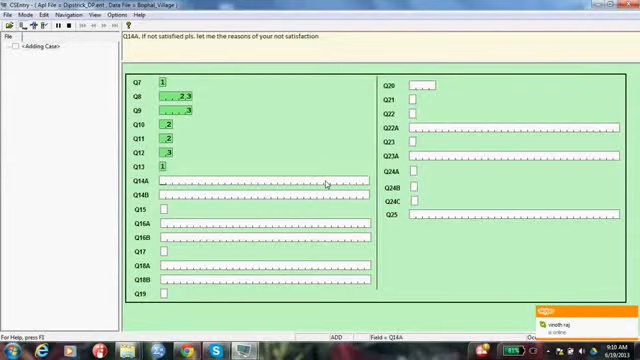 CSEntry - ( Apl File = Dipstrick_DP.ent, Data File = Bophal_Village )
File Mode Navigation View Options Help
File
<Adding Case>
Q14A. If not satisfied pls. let me the reasons of your not satisfaction
Q7 1
Q8 2 3
Q9 3
Q10 2
Q11 2
Q12 3
Q13 1
Q14A
Q14B
Q15
Q16A
Q16B
Q17
Q18A
Q18B
Q19
Q20
Q21
Q22
Q22A
Q23
Q23A
Q24A
Q24B
Q24C
Q25
vinoth raj
is online
For Help, press F1
ADD
Field = Q14A
81%
9:10 AM
6/19/2013